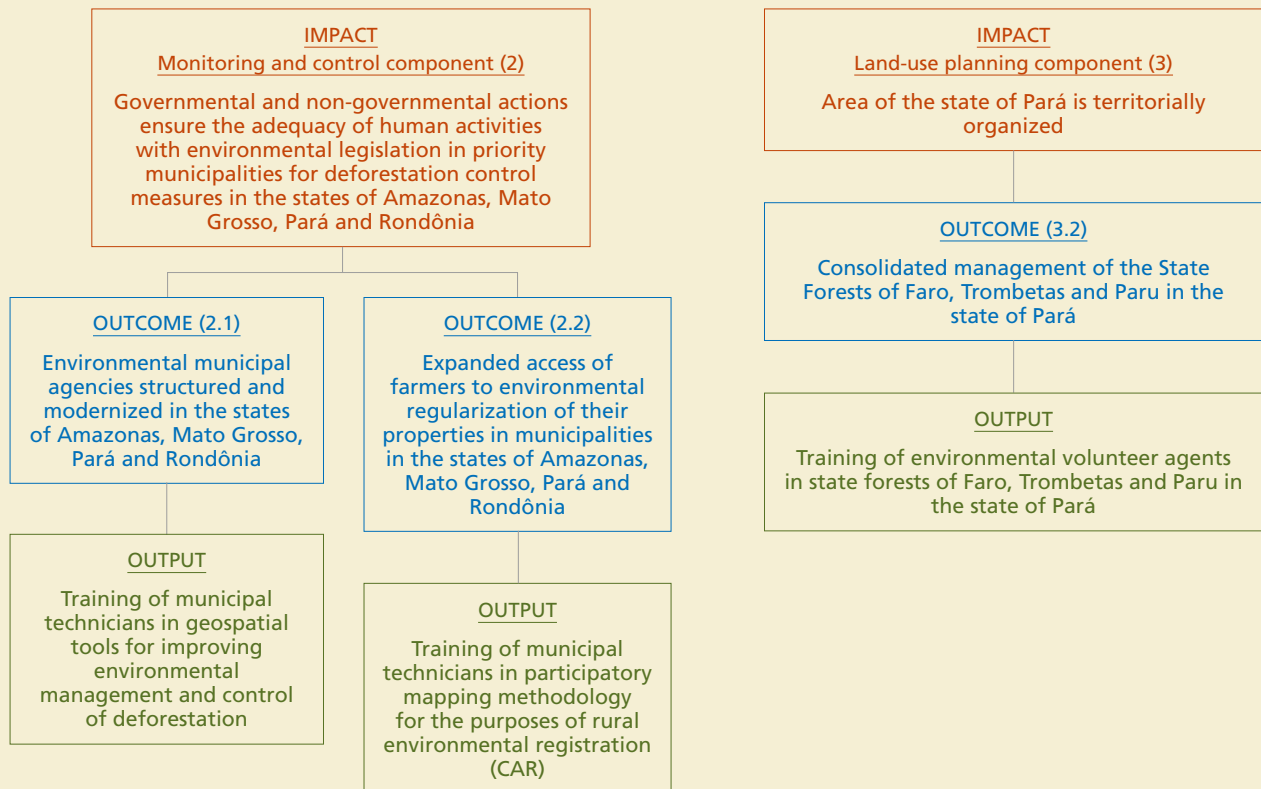 IMPACT
Monitoring and control component (2)
Governmental and non-governmental actions
ensure the adequacy of human activities
with environmental legislation in priority
municipalities for deforestation control
measures in the states of Amazonas, Mato
Grosso, Pará and Rondônia
OUTCOME (2.1)
Environmental municipal
agencies structured and
modernized in the states
of Amazonas, Mato Grosso,
Pará and Rondônia
OUTPUT
Training of municipal
technicians in geospatial
tools for improving
environmental
management and control
of deforestation
OUTCOME (2.2)
Expanded access of
farmers to environmental
regularization of their
properties in municipalities
in the states of Amazonas,
Mato Grosso, Pará and
Rondônia
OUTPUT
Training of municipal
technicians in participatory
mapping methodology
for the purposes of rural
environmental registration
(CAR)
IMPACT
Land-use planning component (3)
Area of the state of Pará is territorially
organized
OUTCOME (3.2)
Consolidated management of the State
Forests of Faro, Trombetas and Paru in the
state of Pará
OUTPUT
Training of environmental volunteer agents
in state forests of Faro, Trombetas and Paru in
the state of Pará